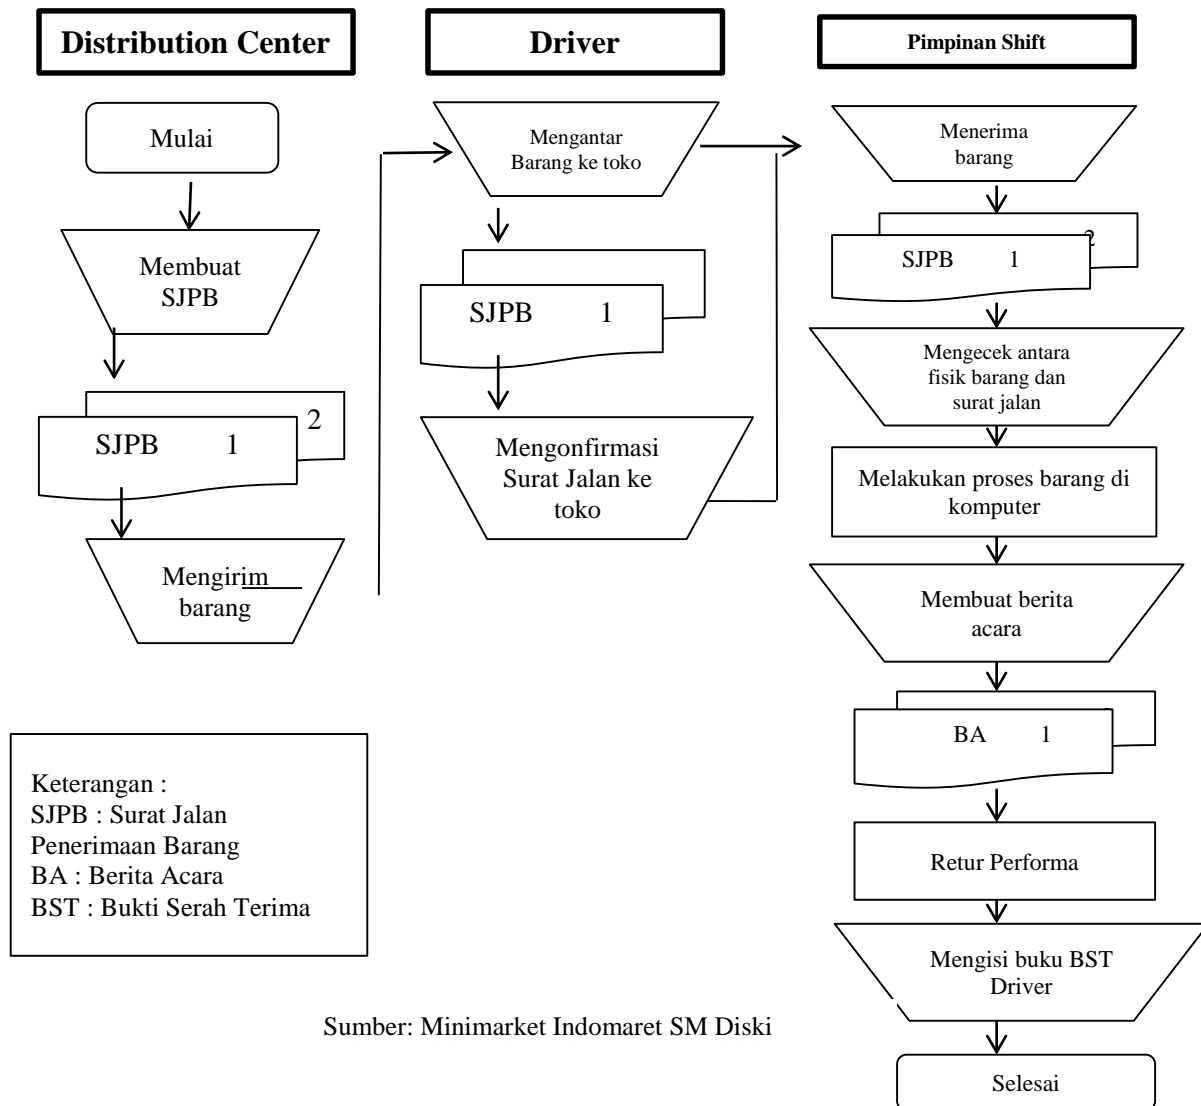 Distribution Center
Driver
Pimpinan Shift
Mulai
Membuat
SJPB
2
SJPB 1
Mengirim
barang
Mengantar
Barang ke toko
SJPB 1
Mengonfirmasi
Surat Jalan ke
toko
Menerima
barang
2
SJPB 1
Mengecek antara
fisik barang dan
surat jalan
Melakukan proses barang di
komputer
Membuat berita
acara
BA 1
Retur Performa
Mengisi buku BST
Driver
Selesai
Keterangan :
SJPB : Surat Jalan
Penerimaan Barang
BA : Berita Acara
BST : Bukti Serah Terima
Sumber: Minimarket Indomaret SM Diski